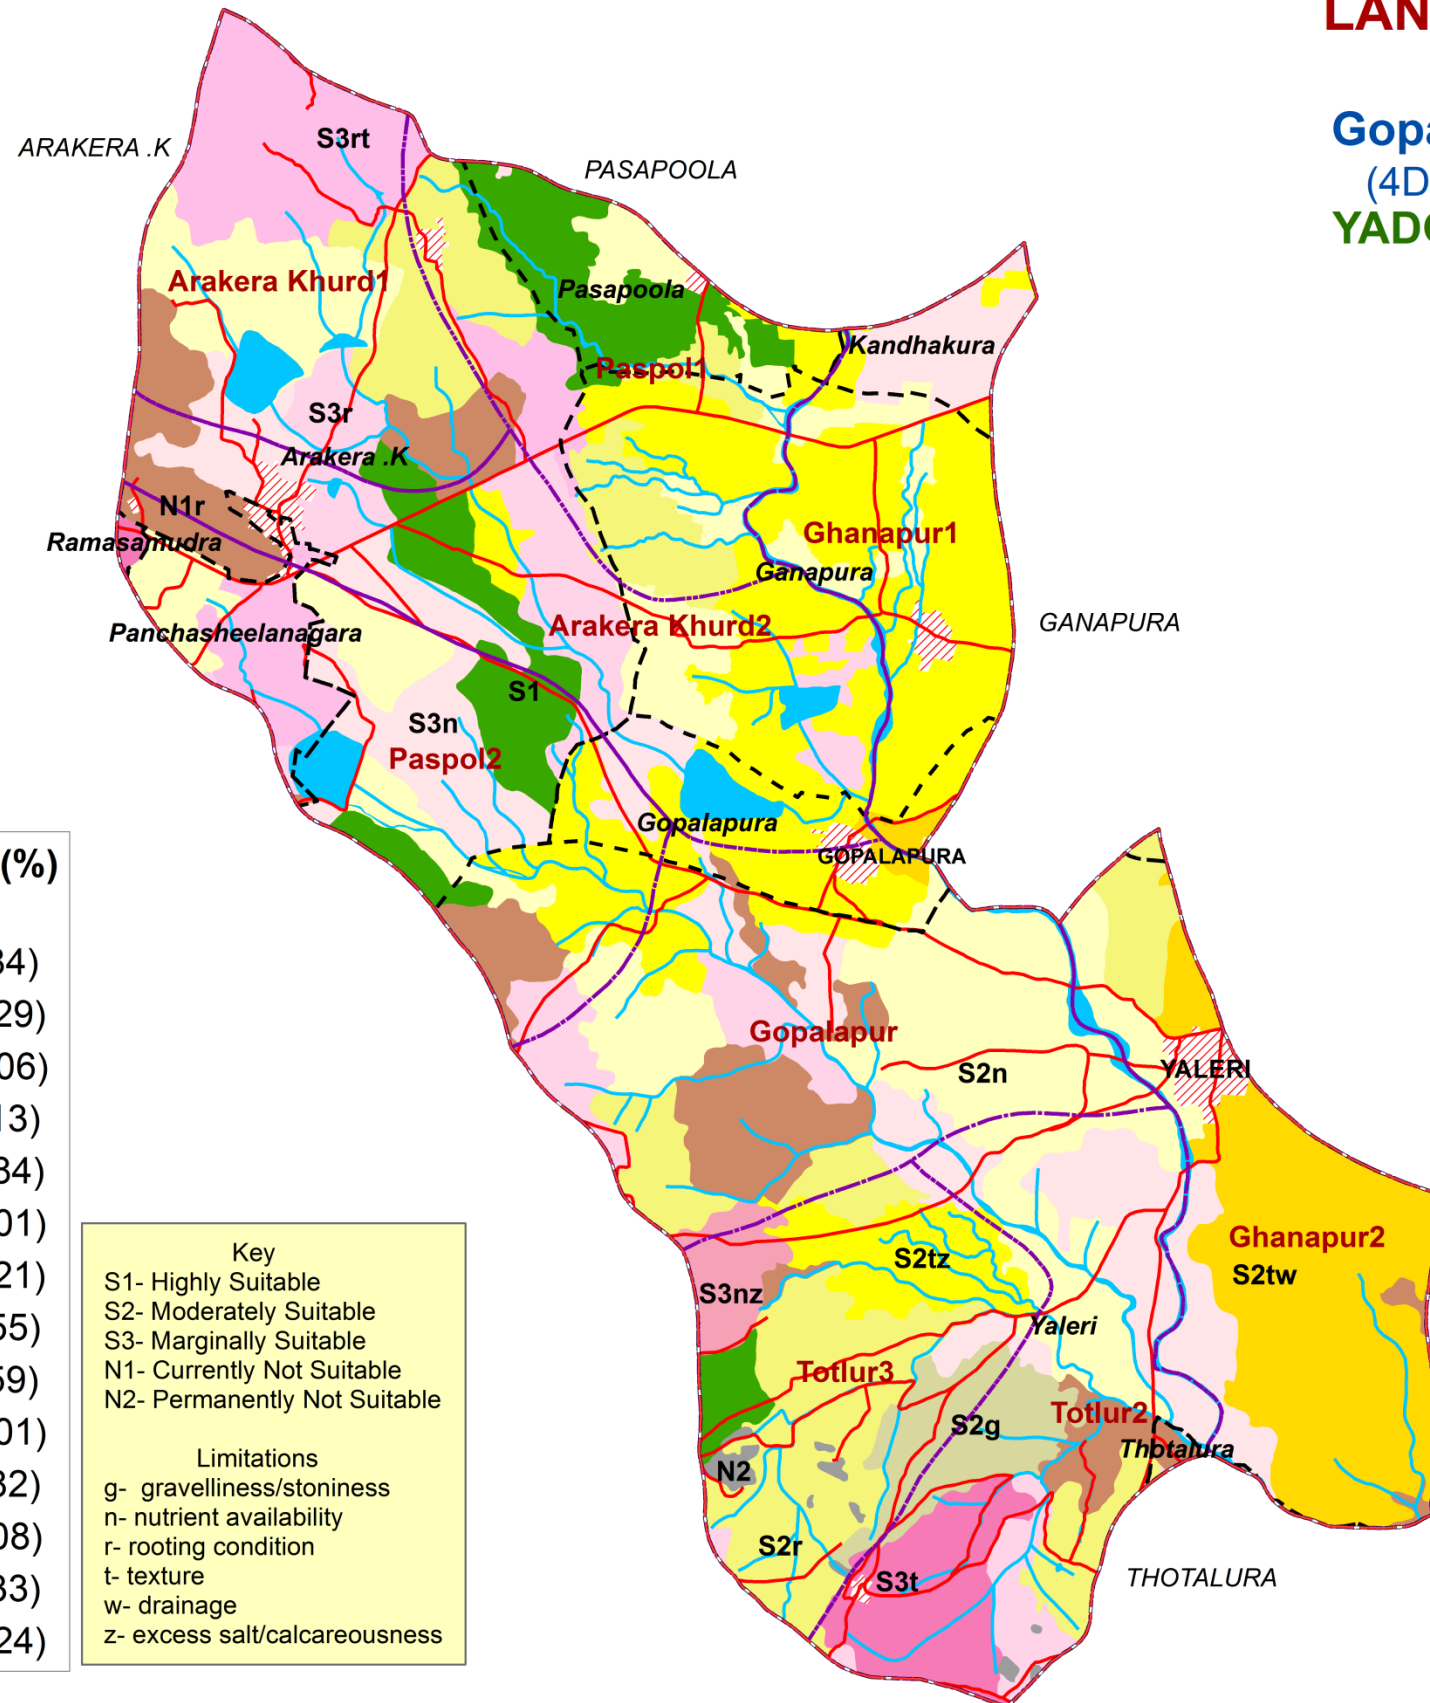 LAN
Gopa
(4D
YADG
ARAKERA .K
S3rt
PASAPOOLA
Arakera Khurd1
Pasapoola
Kandhakura
Paspol1
S3r
Arakera .K
N1r
Ghanapur1
Ramasamudra
Ganapura
Panchasheelanagara
Arakera Khurd2
GANAPURA
S1
S3n
Paspol2
Gopalapura
GOPALAPURA
(%)
34)
29)
06)
13)
34)
01)
21)
55)
59)
01)
32)
08)
33)
24)
Gopalapur
S2n
YALERI
Ghanapur2
S2tw
S2tz
S3nz
Yaleri
Totlur3
Totlur2
S2g
Thotalura
N2
S2r
S3t
THOTALURA
Key
S1- Highly Suitable
S2- Moderately Suitable
S3- Marginally Suitable
N1- Currently Not Suitable
N2- Permanently Not Suitable
Limitations
g- gravelliness/stoniness
n- nutrient availability
r- rooting condition
t- texture
w- drainage
z- excess salt/calcareousness